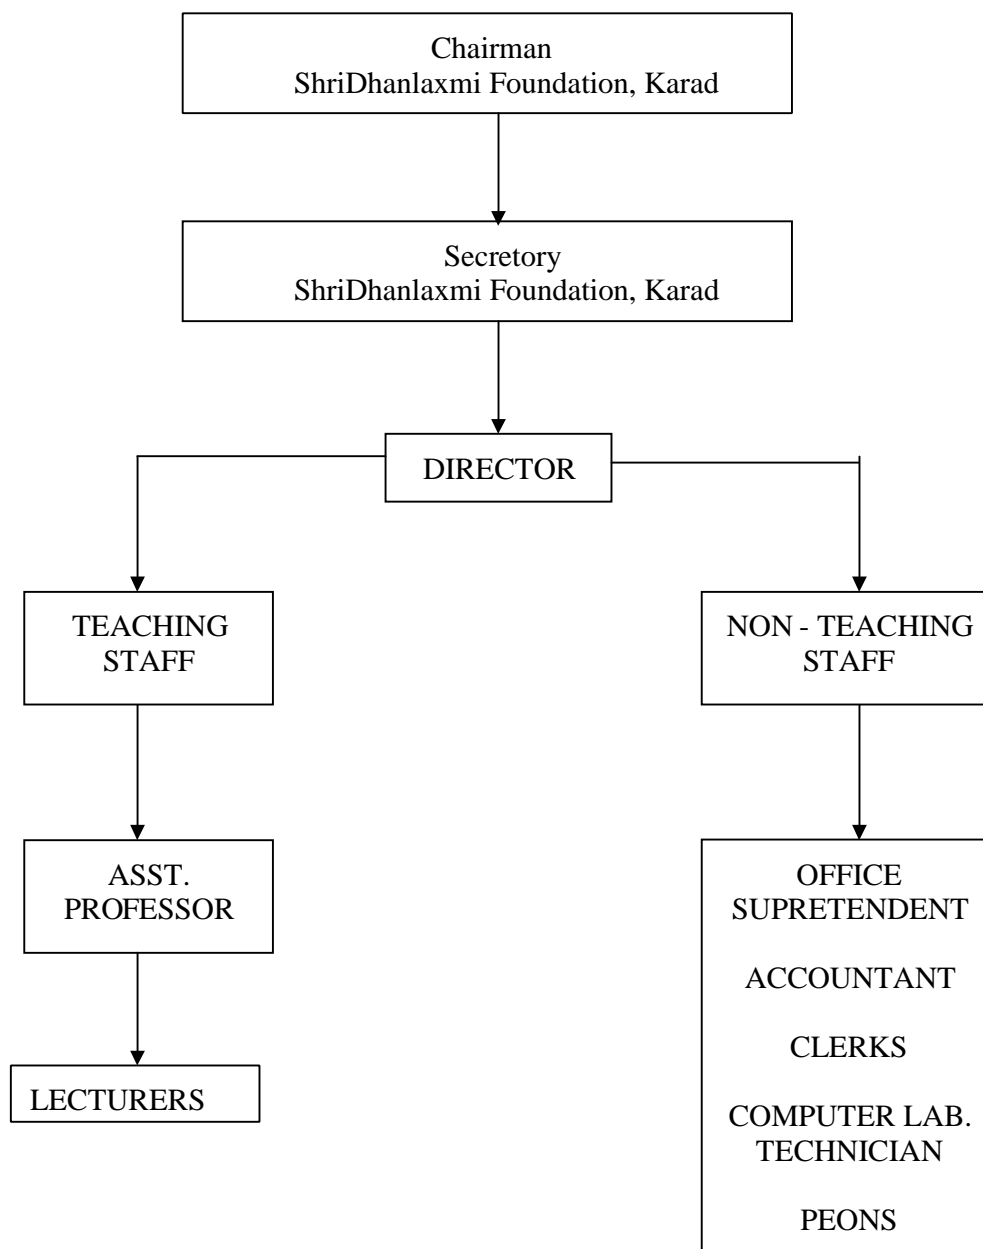 Chairman
ShriDhanlaxmi Foundation, Karad
Secretory
ShriDhanlaxmi Foundation, Karad
DIRECTOR
TEACHING
STAFF
NON - TEACHING
STAFF
ASST.
PROFESSOR
LECTURERS
OFFICE
SUPRETENDENT
ACCOUNTANT
CLERKS
COMPUTER LAB.
TECHNICIAN
PEONS